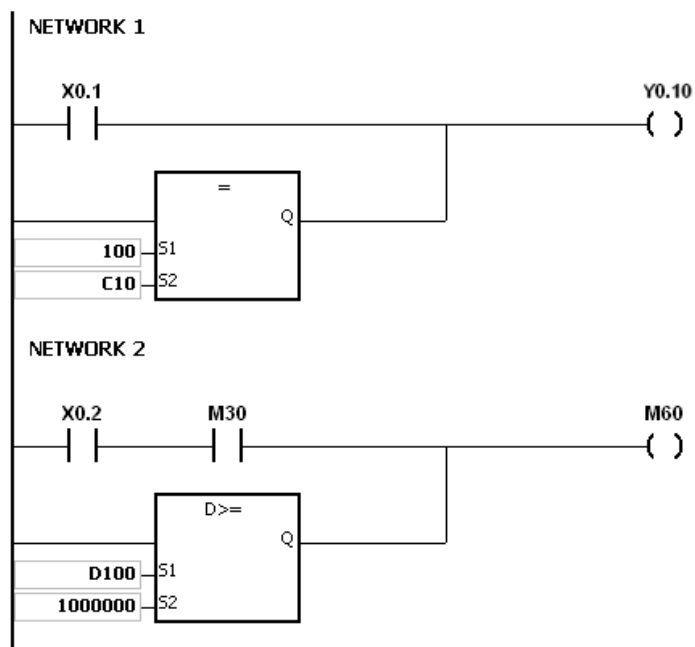 NETWORK 1
X0.1 Y0.10
=
Q
100 S1
C10 S2
NETWORK 2
X0.2 M30 M60
D>=
Q
D100 S1
1000000 S2